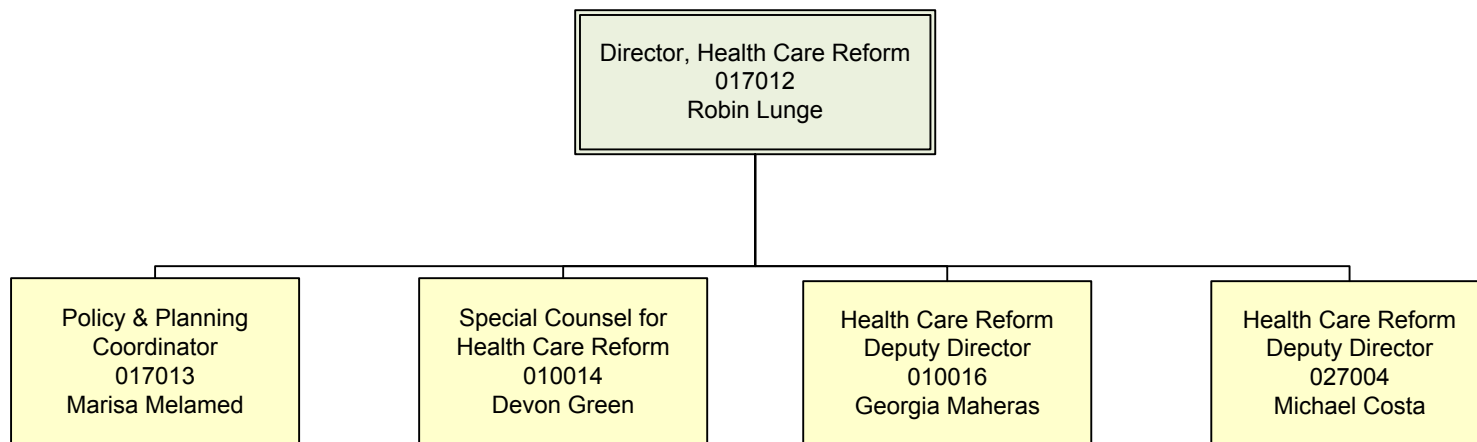 Director, Health Care Reform
017012
Robin Lunge
Policy & Planning
Coordinator
017013
Marisa Melamed
Special Counsel for
Health Care Reform
010014
Devon Green
Health Care Reform
Deputy Director
010016
Georgia Maheras
Health Care Reform
Deputy Director
027004
Michael Costa